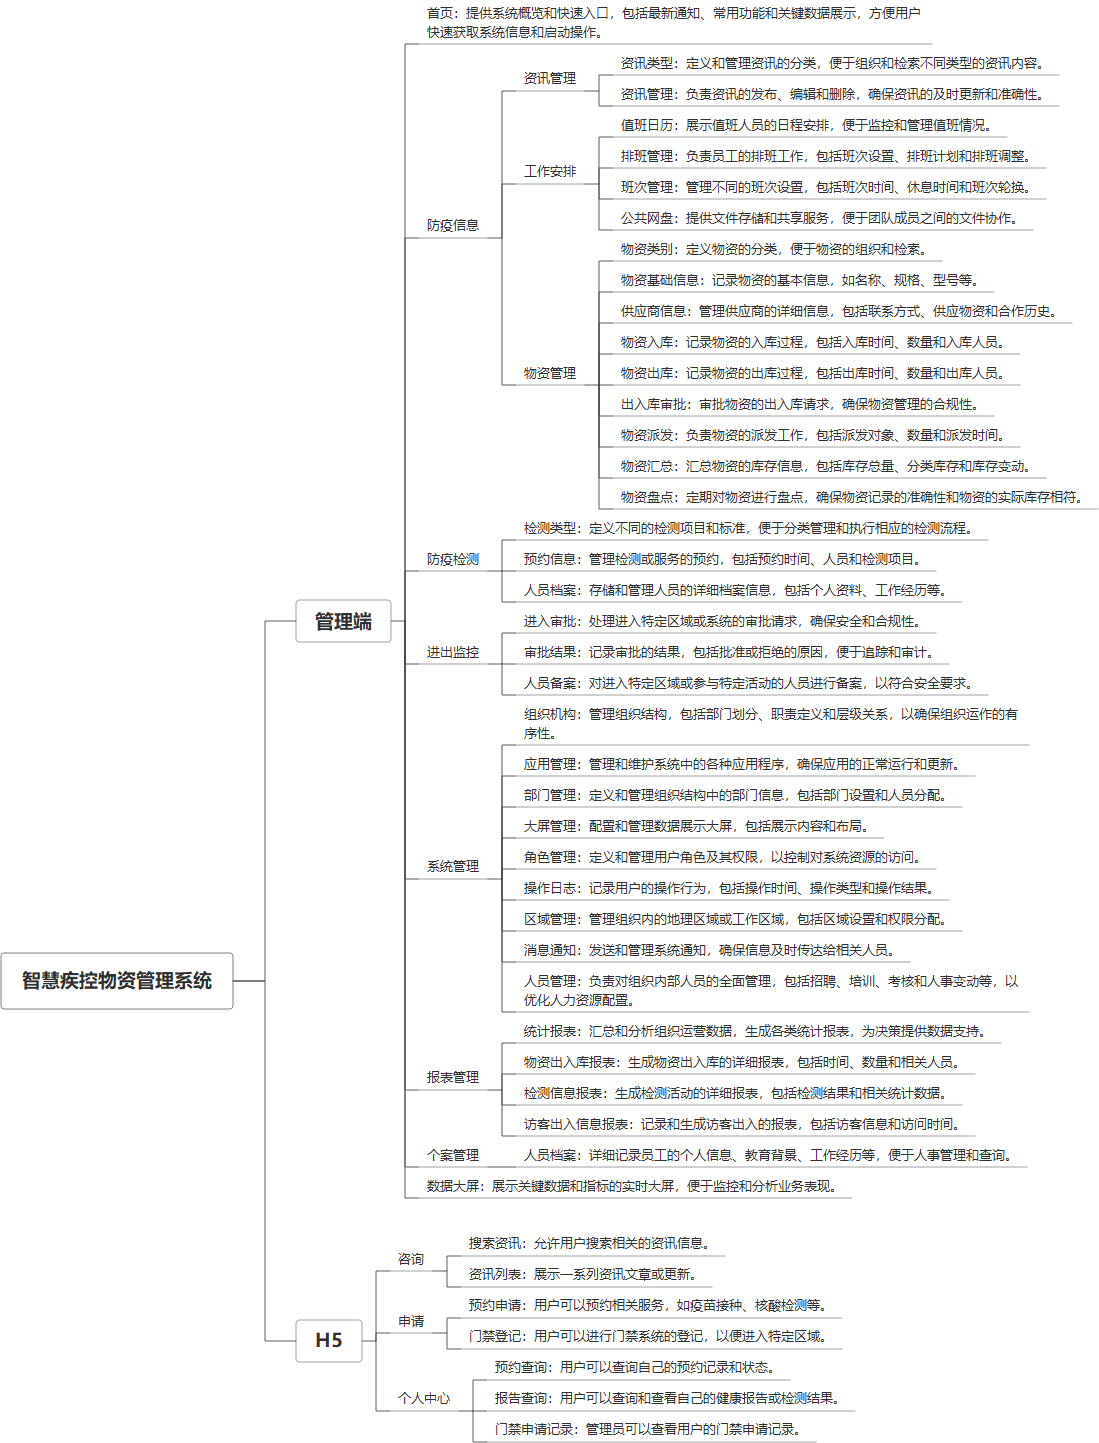 首页：提供系统概览和快速入口，包括最新通知、常用功能和关键数据展示，方便用户
快速获取系统信息和启动操作。
资讯管理
资讯类型：定义和管理资讯的分类，便于组织和检索不同类型的资讯内容。
资讯管理：负责资讯的发布、编辑和删除，确保资讯的及时更新和准确性。
值班日历：展示值班人员的日程安排，便于监控和管理值班情况。
排班管理：负责员工的排班工作，包括班次设置、排班计划和排班调整。
工作安排
班次管理：管理不同的班次设置，包括班次时间、休息时间和班次轮换。
公共网盘：提供文件存储和共享服务，便于团队成员之间的文件协作。
防疫信息
物资类别：定义物资的分类，便于物资的组织和检索。
物资基础信息：记录物资的基本信息，如名称、规格、型号等。
供应商信息：管理供应商的详细信息，包括联系方式、供应物资和合作历史。
物资入库：记录物资的入库过程，包括入库时间、数量和入库人员。
物资管理
物资出库：记录物资的出库过程，包括出库时间、数量和出库人员。
出入库审批：审批物资的出入库请求，确保物资管理的合规性。
物资派发：负责物资的派发工作，包括派发对象、数量和派发时间。
物资汇总：汇总物资的库存信息，包括库存总量、分类库存和库存变动。
物资盘点：定期对物资进行盘点，确保物资记录的准确性和物资的实际库存相符。
检测类型：定义不同的检测项目和标准，便于分类管理和执行相应的检测流程。
防疫检测
预约信息：管理检测或服务的预约，包括预约时间、人员和检测项目。
人员档案：存储和管理人员的详细档案信息，包括个人资料、工作经历等。
管理端
进入审批：处理进入特定区域或系统的审批请求，确保安全和合规性。
进出监控
审批结果：记录审批的结果，包括批准或拒绝的原因，便于追踪和审计。
人员备案：对进入特定区域或参与特定活动的人员进行备案，以符合安全要求。
组织机构：管理组织结构，包括部门划分、职责定义和层级关系，以确保组织运作的有
序性。
应用管理：管理和维护系统中的各种应用程序，确保应用的正常运行和更新。
部门管理：定义和管理组织结构中的部门信息，包括部门设置和人员分配。
大屏管理：配置和管理数据展示大屏，包括展示内容和布局。
系统管理
角色管理：定义和管理用户角色及其权限，以控制对系统资源的访问。
操作日志：记录用户的操作行为，包括操作时间、操作类型和操作结果。
区域管理：管理组织内的地理区域或工作区域，包括区域设置和权限分配。
消息通知：发送和管理系统通知，确保信息及时传达给相关人员。
人员管理：负责对组织内部人员的全面管理，包括招聘、培训、考核和人事变动等，以
优化人力资源配置。
智慧疾控物资管理系统
统计报表：汇总和分析组织运营数据，生成各类统计报表，为决策提供数据支持。
物资出入库报表：生成物资出入库的详细报表，包括时间、数量和相关人员。
报表管理
检测信息报表：生成检测活动的详细报表，包括检测结果和相关统计数据。
访客出入信息报表：记录和生成访客出入的报表，包括访客信息和访问时间。
个案管理
人员档案：详细记录员工的个人信息、教育背景、工作经历等，便于人事管理和查询。
数据大屏：展示关键数据和指标的实时大屏，便于监控和分析业务表现。
咨询
搜索资讯：允许用户搜索相关的资讯信息。
资讯列表：展示一系列资讯文章或更新。
申请
预约申请：用户可以预约相关服务，如疫苗接种、核酸检测等。
门禁登记：用户可以进行门禁系统的登记，以便进入特定区域。
H5
预约查询：用户可以查询自己的预约记录和状态。
个人中心
报告查询：用户可以查询和查看自己的健康报告或检测结果。
门禁申请记录：管理员可以查看用户的门禁申请记录。